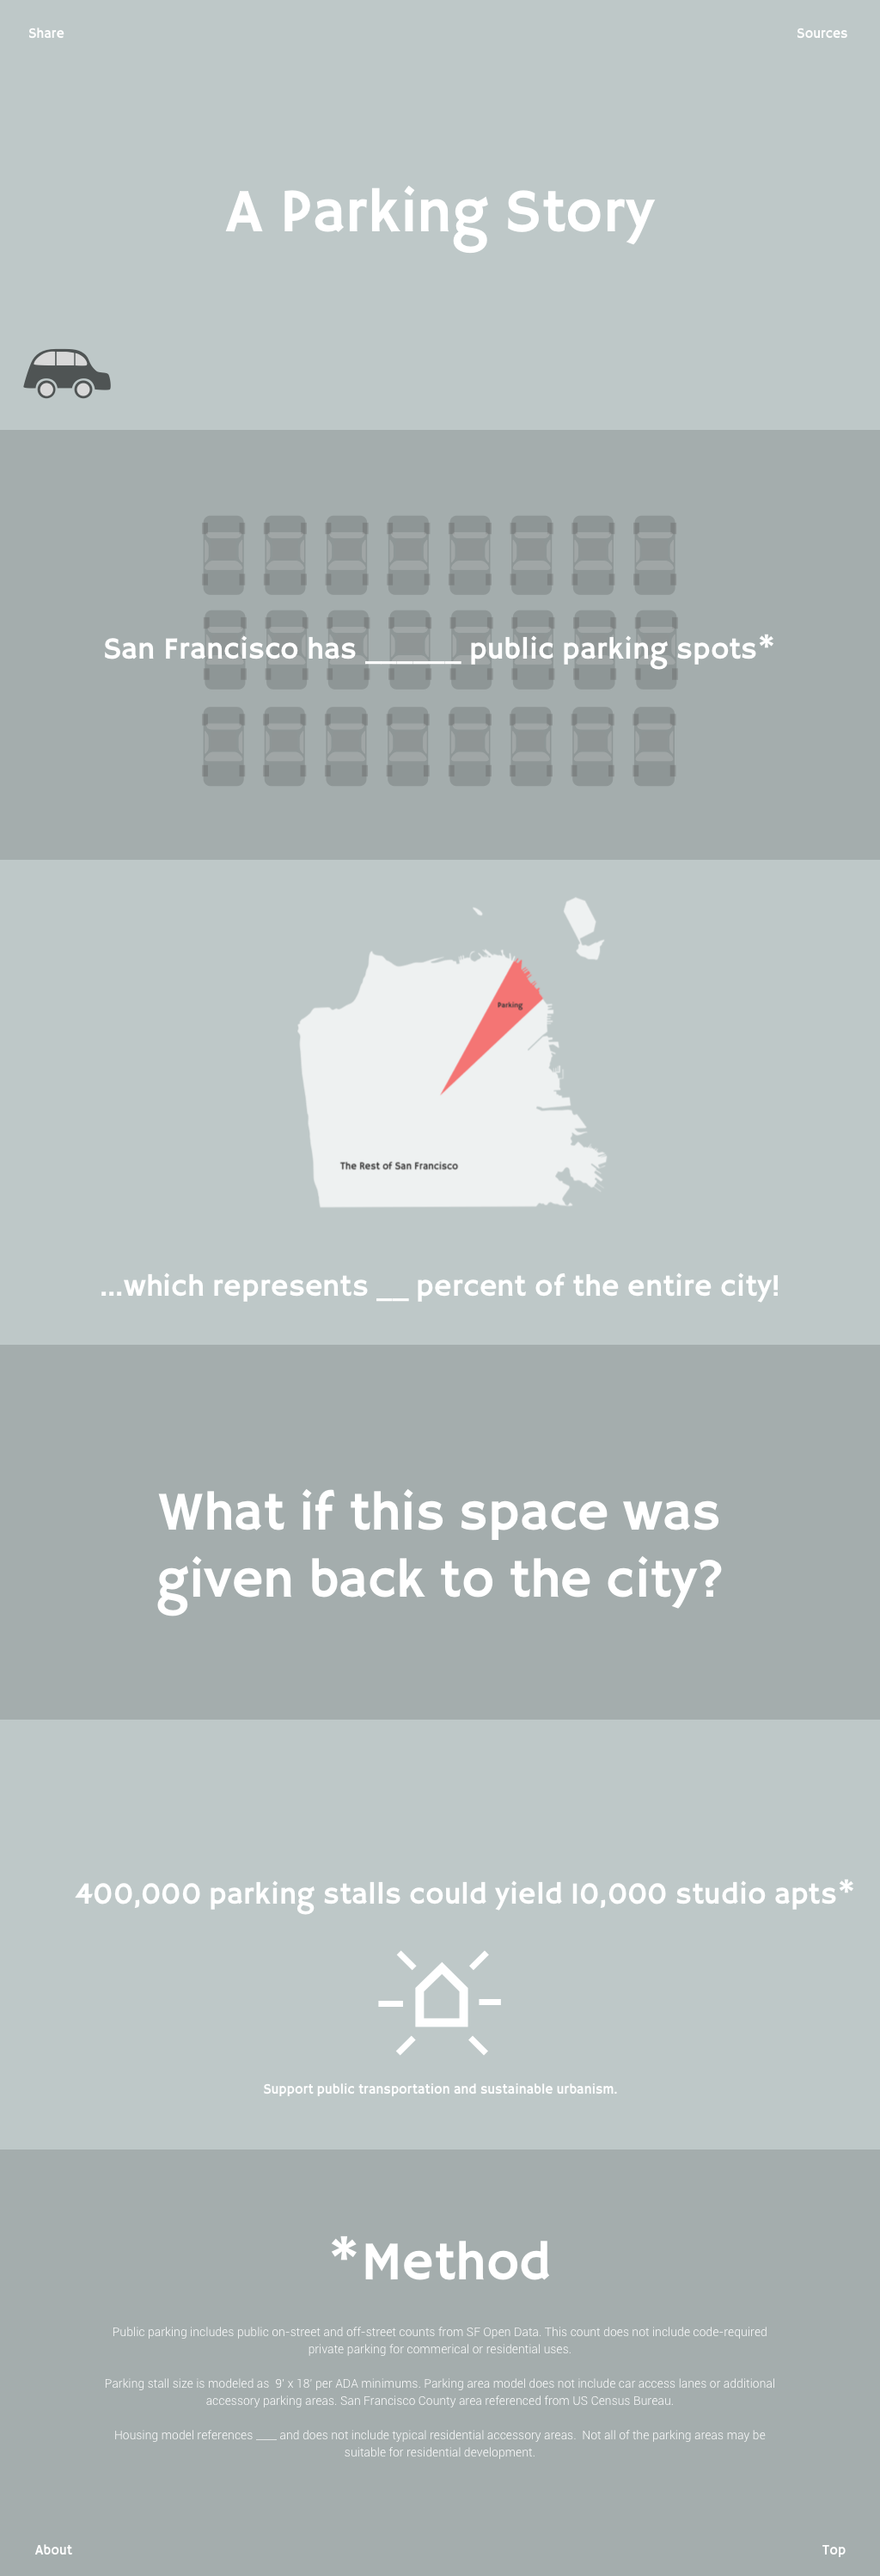 Share
Sources
A Parking Story
San Francisco has ______ public parking spots*
Parking
The Rest of San Francisco
...which represents __ percent of the entire city!
What if this space was
given back to the city?
400,000 parking stalls could yield 10,000 studio apts*
Support public transportation and sustainable urbanism.
*Method
Public parking includes public on-street and off-street counts from SF Open Data. This count does not include code-required
private parking for commerical or residential uses.
Parking stall size is modeled as  9' x 18' per ADA minimums. Parking area model does not include car access lanes or additional
accessory parking areas. San Francisco County area referenced from US Census Bureau.
Housing model references ___ and does not include typical residential accessory areas.  Not all of the parking areas may be
suitable for residential development.
About
Top